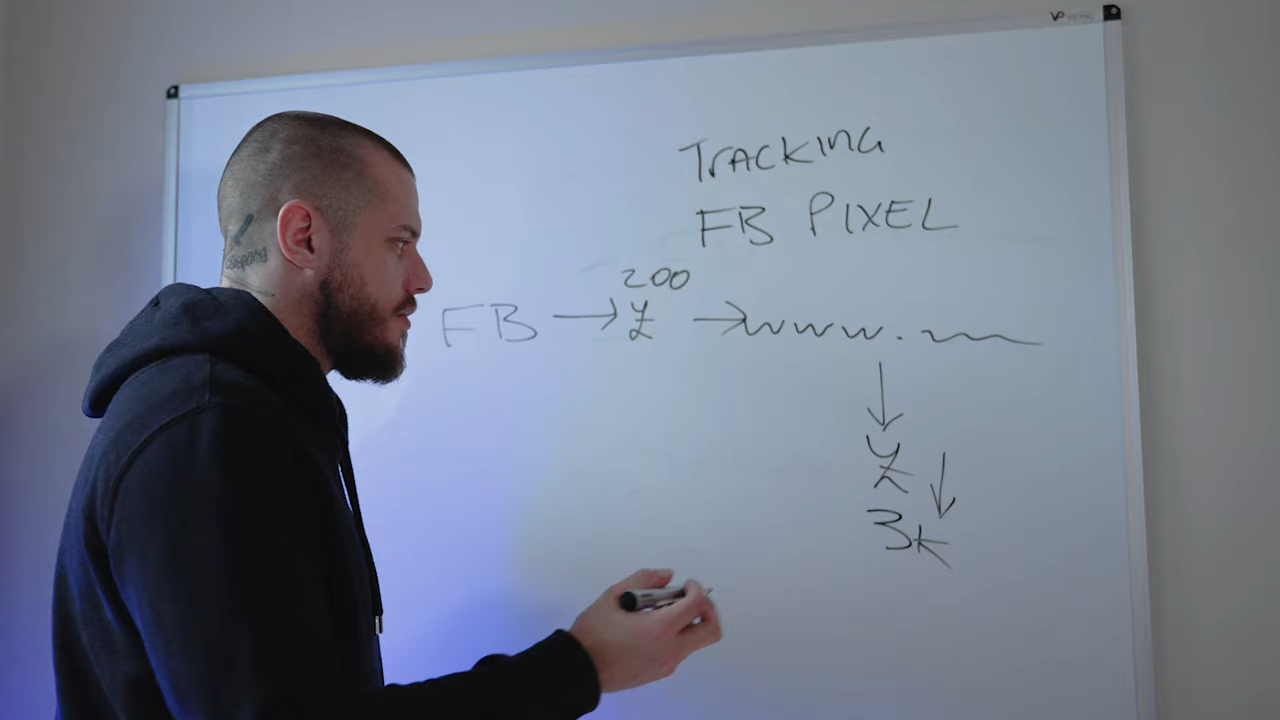 TRACKING
FB PIXEL
200
FB → £ → www.
↓
£ ↓
3k